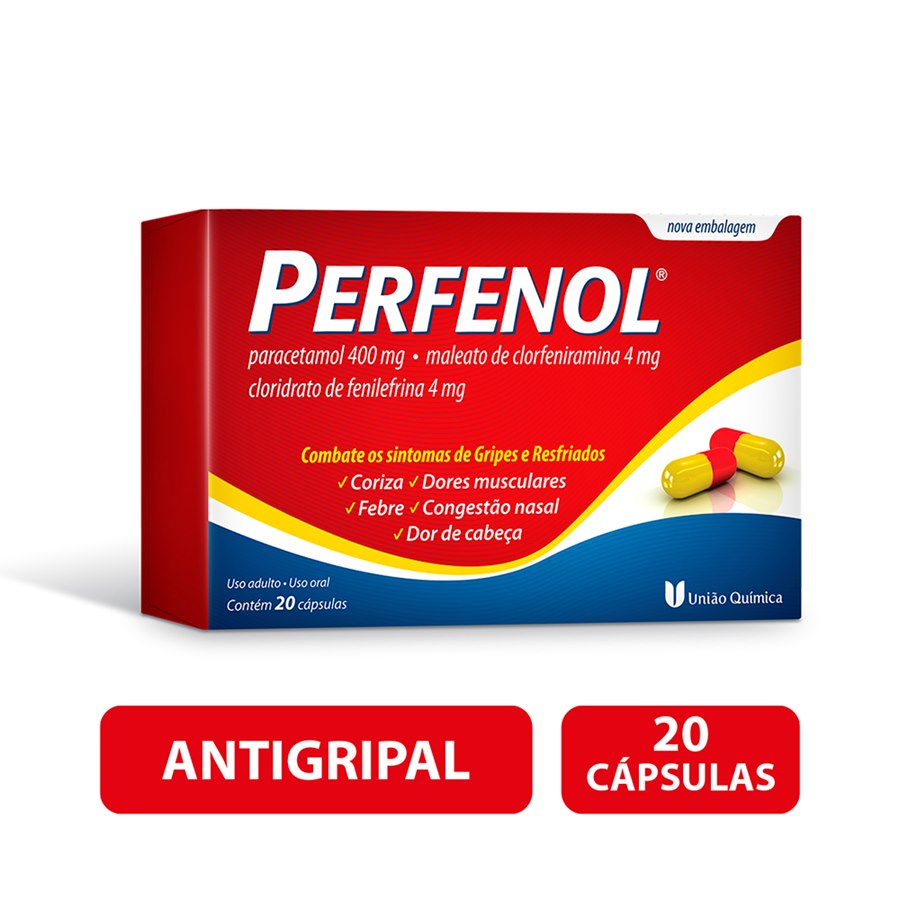 nova embalagem
PERFENOL®
paracetamol 400 mg • maleato de clorfeniramina 4 mg
cloridrato de fenilefrina 4 mg
Combate os sintomas de Gripes e Resfriados
✓Coriza ✓Dores musculares
✓Febre ✓Congestão nasal
✓Dor de cabeça
Uso adulto • Uso oral
Contém 20 cápsulas
União Química
ANTIGRIPAL
20
CÁPSULAS